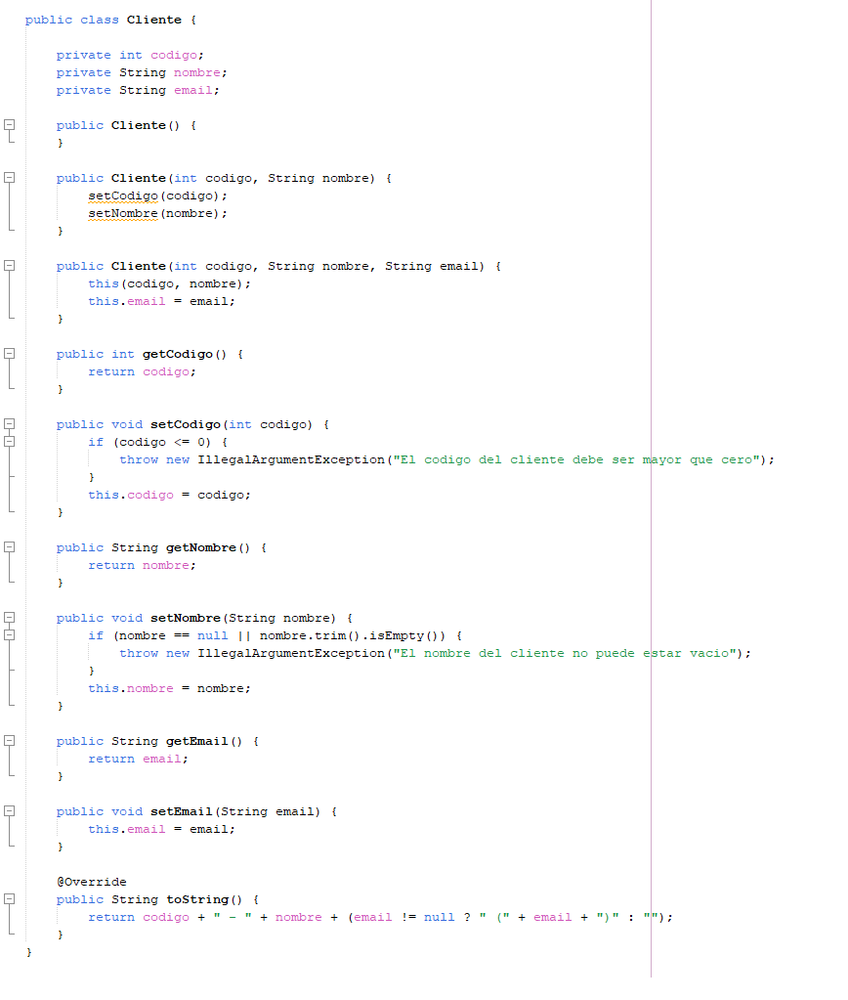 public class Cliente {
private int codigo;
private String nombre;
private String email;
public Cliente() {
}
public Cliente(int codigo, String nombre) {
setCodigo(codigo);
setNombre(nombre);
}
public Cliente(int codigo, String nombre, String email) {
this(codigo, nombre);
this.email = email;
}
public int getCodigo() {
return codigo;
}
public void setCodigo(int codigo) {
if (codigo <= 0) {
throw new IllegalArgumentException("El codigo del cliente debe ser mayor que cero");
}
this.codigo = codigo;
}
public String getNombre() {
return nombre;
}
public void setNombre(String nombre) {
if (nombre == null || nombre.trim().isEmpty()) {
throw new IllegalArgumentException("El nombre del cliente no puede estar vacio");
}
this.nombre = nombre;
}
public String getEmail() {
return email;
}
public void setEmail(String email) {
this.email = email;
}
@Override
public String toString() {
return codigo + " - " + nombre + (email != null ? " (" + email + ")" : "");
}
}